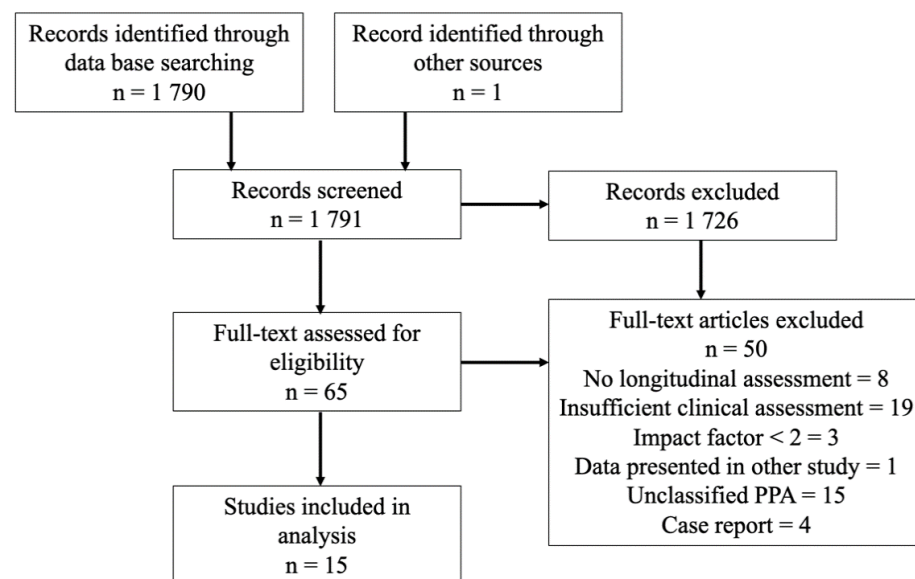 Records identified through
data base searching
n = 1 790
Record identified through
other sources
n = 1
Records screened
n = 1 791
Records excluded
n = 1 726
Full-text assessed for
eligibility
n = 65
Full-text articles excluded
n = 50
No longitudinal assessment = 8
Insufficient clinical assessment = 19
Impact factor < 2 = 3
Data presented in other study = 1
Unclassified PPA = 15
Case report = 4
Studies included in
analysis
n = 15